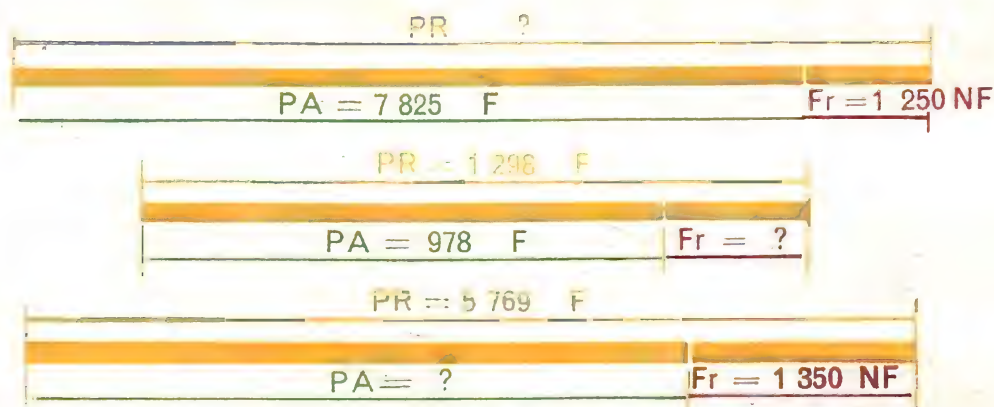 PR ?
PA = 7 825 F Fr = 1 250 NF
PR = 1 298 F
PA = 978 F Fr = ?
PR = 5 769 F
PA = ? Fr = 1 350 NF